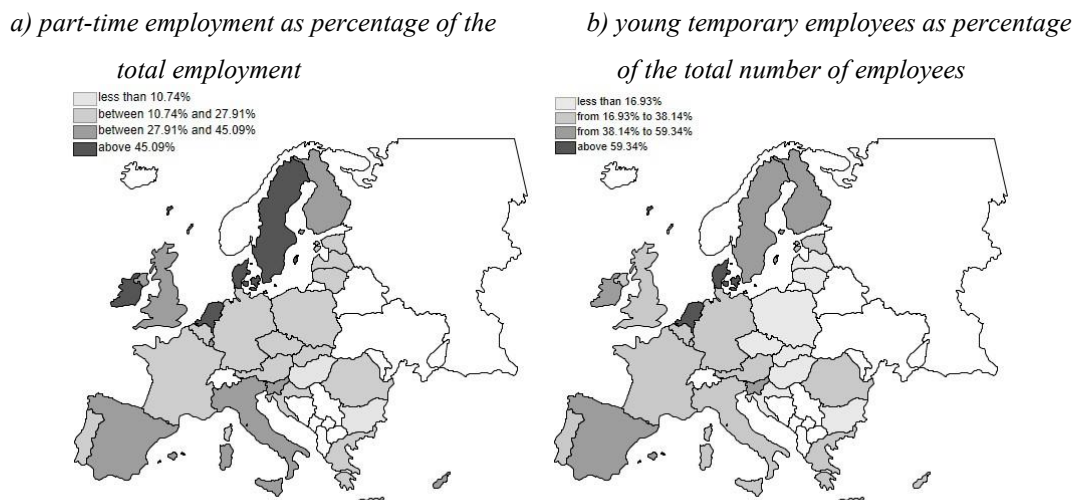 a) part-time employment as percentage of the
total employment
less than 10.74%
between 10.74% and 27.91%
between 27.91% and 45.09%
above 45.09%
b) young temporary employees as percentage
of the total number of employees
less than 16.93%
from 16.93% to 38.14%
from 38.14% to 59.34%
above 59.34%